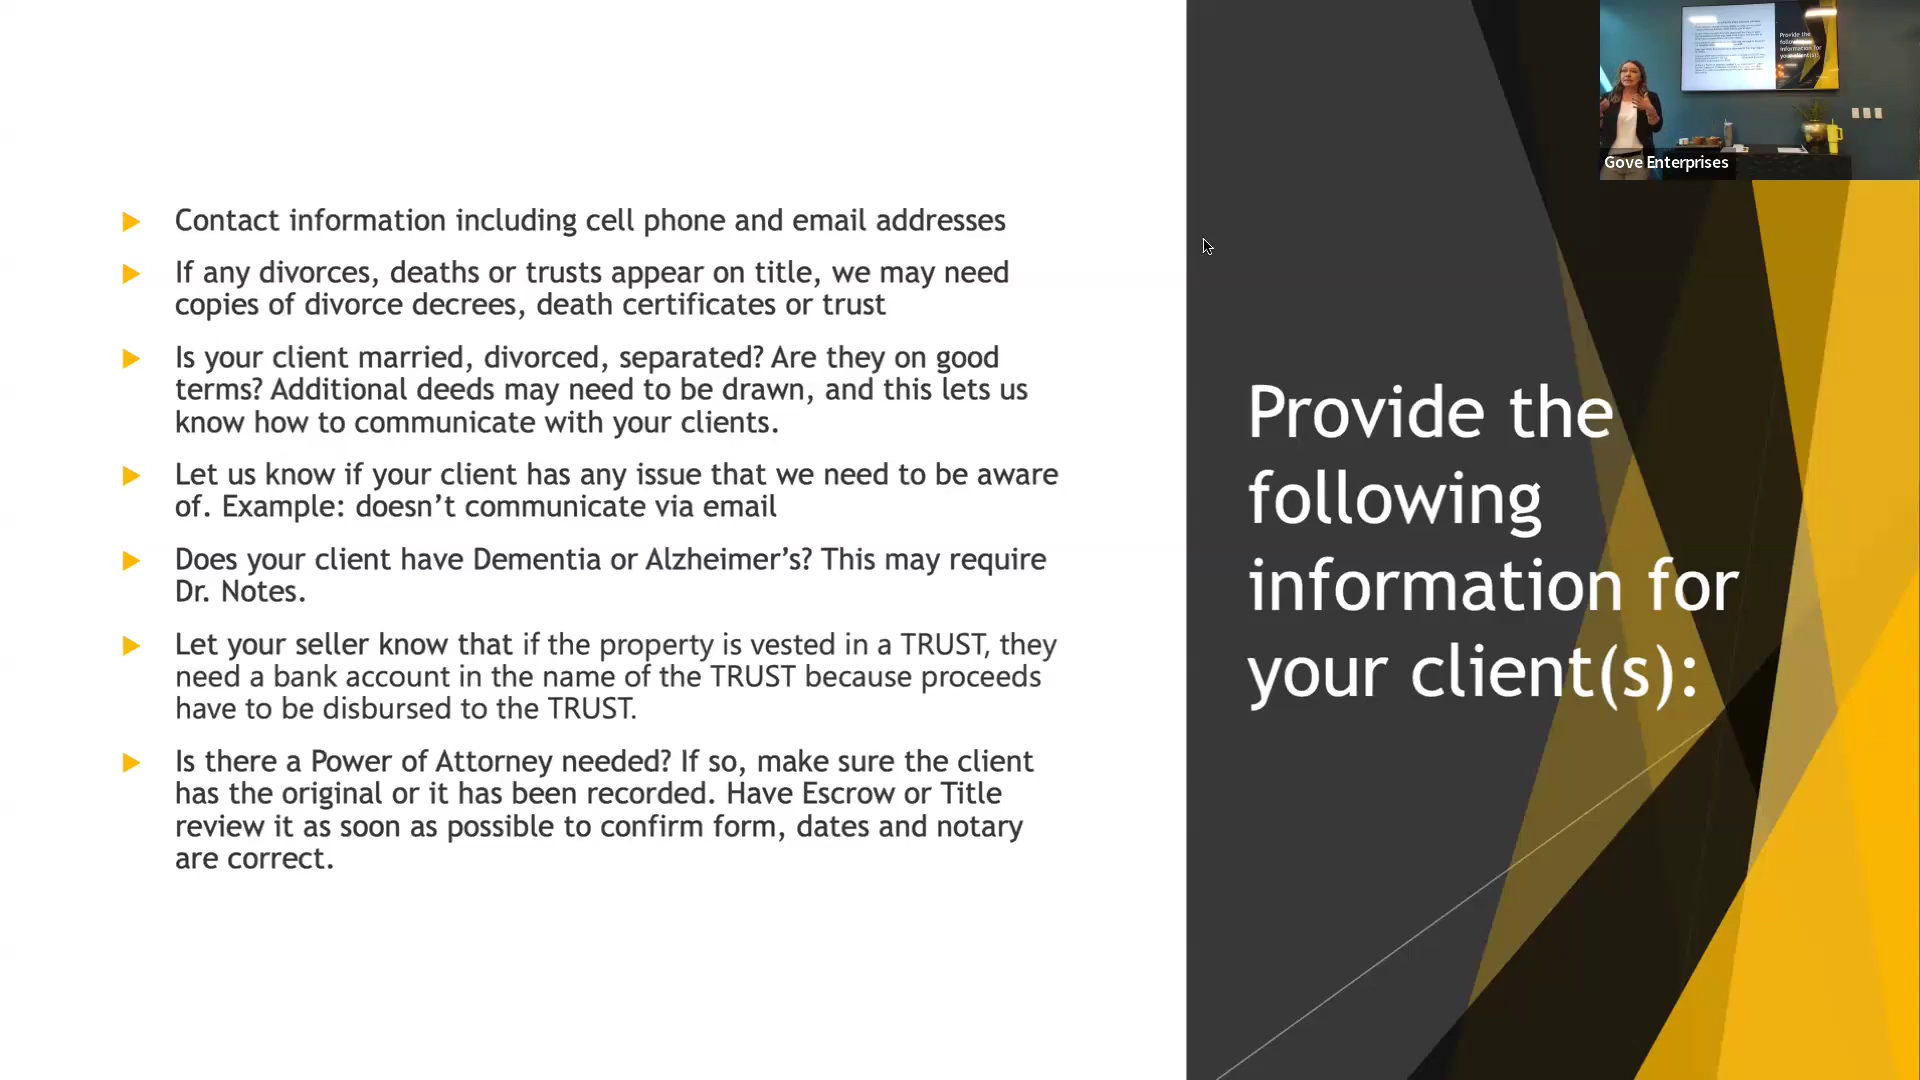 Contact information including cell phone and email addresses
If any divorces, deaths or trusts appear on title, we may need
copies of divorce decrees, death certificates or trust
Is your client married, divorced, separated? Are they on good
terms? Additional deeds may need to be drawn, and this lets us
know how to communicate with your clients.
Let us know if your client has any issue that we need to be aware
of. Example: doesn’t communicate via email
Does your client have Dementia or Alzheimer’s? This may require
Dr. Notes.
Let your seller know that if the property is vested in a TRUST, they
need a bank account in the name of the TRUST because proceeds
have to be disbursed to the TRUST.
Is there a Power of Attorney needed? If so, make sure the client
has the original or it has been recorded. Have Escrow or Title
review it as soon as possible to confirm form, dates and notary
are correct.
Provide the
following
information for
your client(s):
Provide the
following
information for
your client(s):
Gove Enterprises